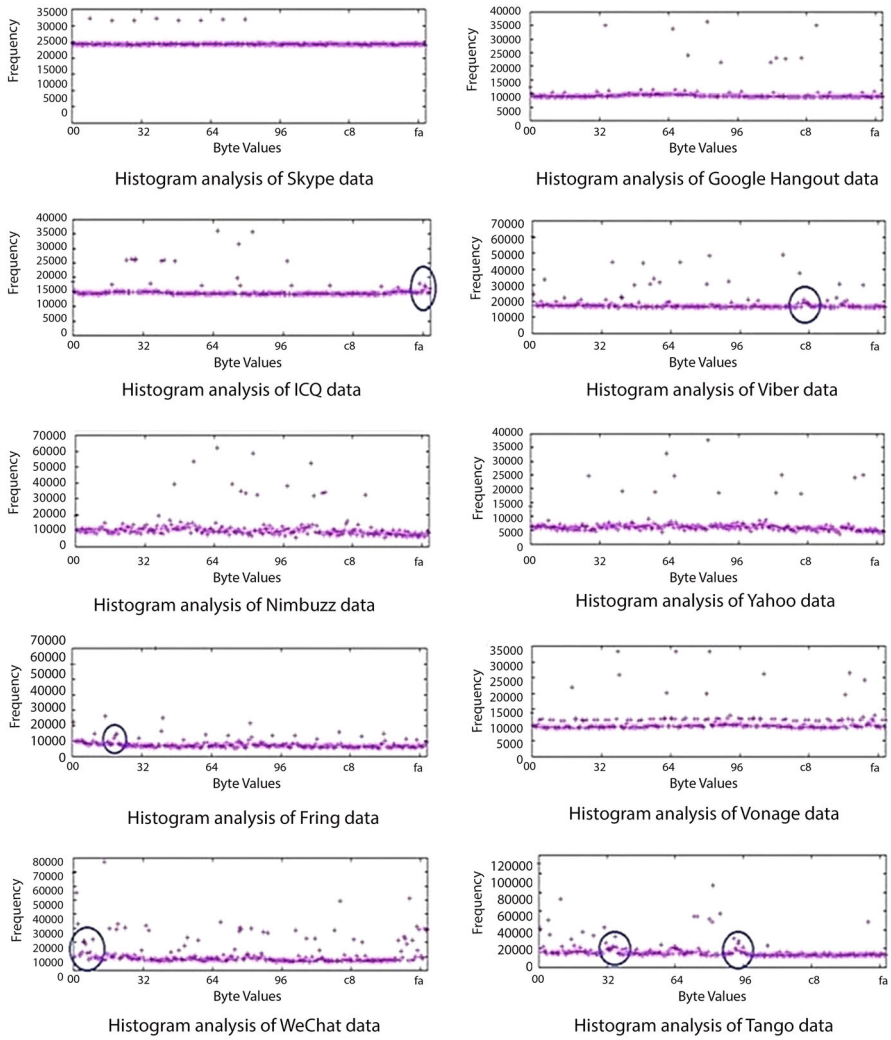 35000
30000
25000
20000
15000
10000
5000
0
Frequency
00 32 64 96 c8 fa
Byte Values
Histogram analysis of Skype data
40000
35000
30000
25000
20000
15000
10000
5000
0
Frequency
00 32 64 96 c8 fa
Byte Values
Histogram analysis of Google Hangout data
40000
35000
30000
25000
20000
15000
10000
5000
0
Frequency
00 32 64 96 c8 fa
Byte Values
Histogram analysis of ICQ data
70000
60000
50000
40000
30000
20000
10000
0
Frequency
00 32 64 96 c8 fa
Byte Values
Histogram analysis of Viber data
70000
60000
50000
40000
30000
20000
10000
0
Frequency
00 32 64 96 c8 fa
Byte Values
Histogram analysis of Nimbuzz data
40000
35000
30000
25000
20000
15000
10000
5000
0
Frequency
00 32 64 96 c8 fa
Byte Values
Histogram analysis of Yahoo data
70000
60000
50000
40000
30000
20000
10000
0
Frequency
00 32 64 96 c8 fa
Byte Values
Histogram analysis of Fring data
35000
30000
25000
20000
15000
10000
5000
0
Frequency
00 32 64 96 c8 fa
Byte Values
Histogram analysis of Vonage data
80000
70000
60000
50000
40000
30000
20000
10000
0
Frequency
00 32 64 96 c8 fa
Byte Values
Histogram analysis of WeChat data
120000
100000
80000
60000
40000
20000
0
Frequency
00 32 64 96 c8 fa
Byte Values
Histogram analysis of Tango data